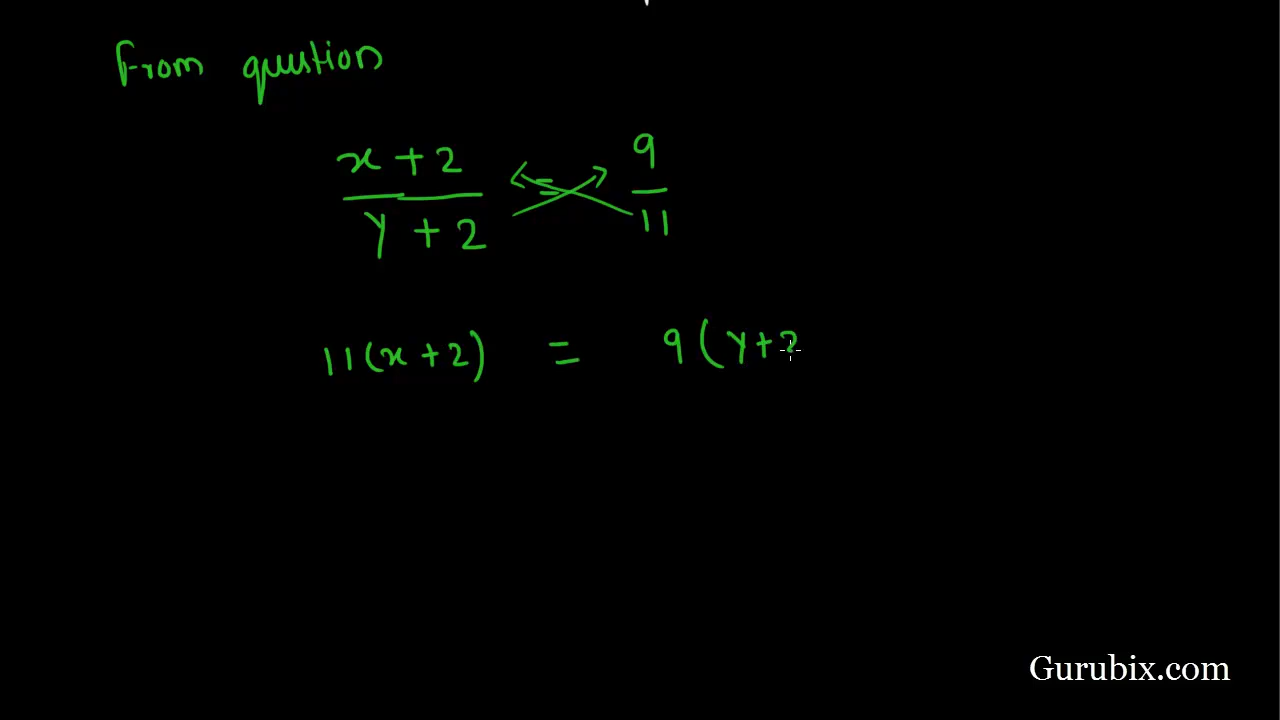 From question
x + 2 / y + 2 = 9 / 11
11(x + 2) = 9(y + 2
Gurubix.com